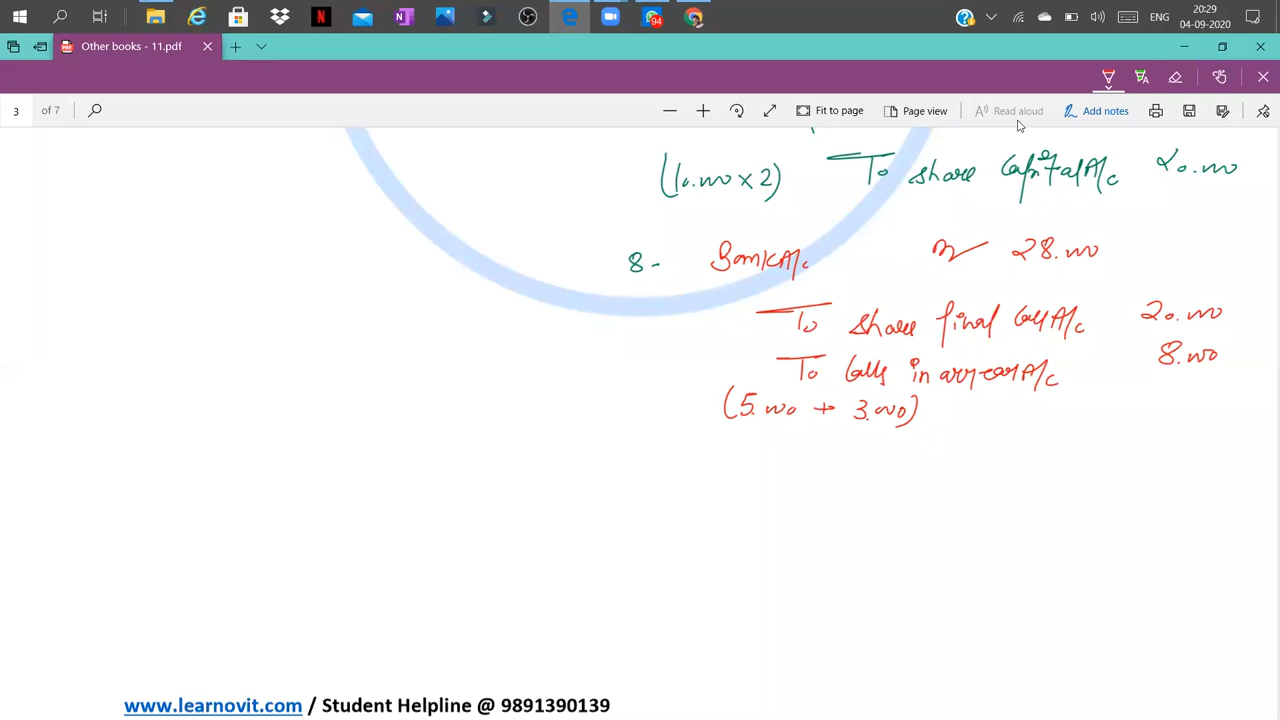 20:29
ENG
04-09-2020
94
Other books - 11.pdf
3 of 7
Fit to page
Page view
Read aloud
Add notes
(10.000 × 2) To share Capital A/c 20.000
8- Bank A/c Dr 28.000
To share final Call A/c 20.000
To Calls in arrear A/c 8.000
(5.000 + 3.000)
www.learnovit.com / Student Helpline @ 9891390139